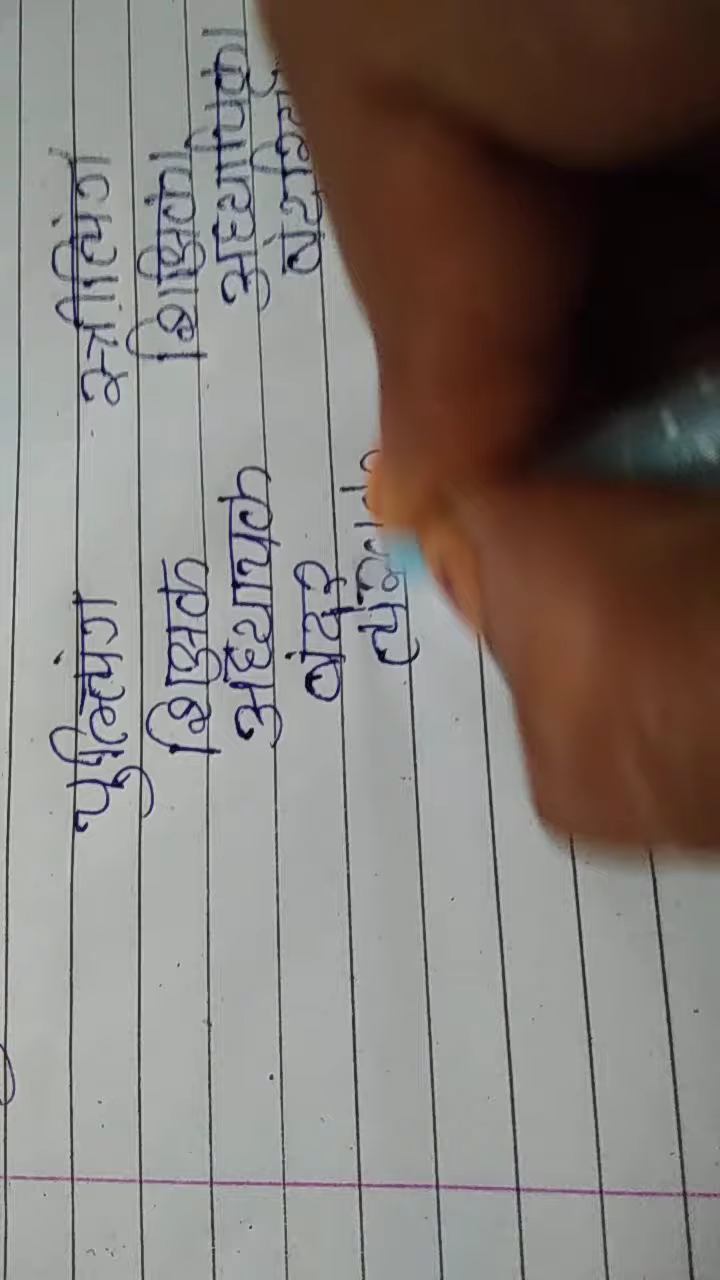 पुल्लिंग स्त्रीलिंग
शिक्षक शिक्षिका
अध्यापक अध्यापिका
बंदर